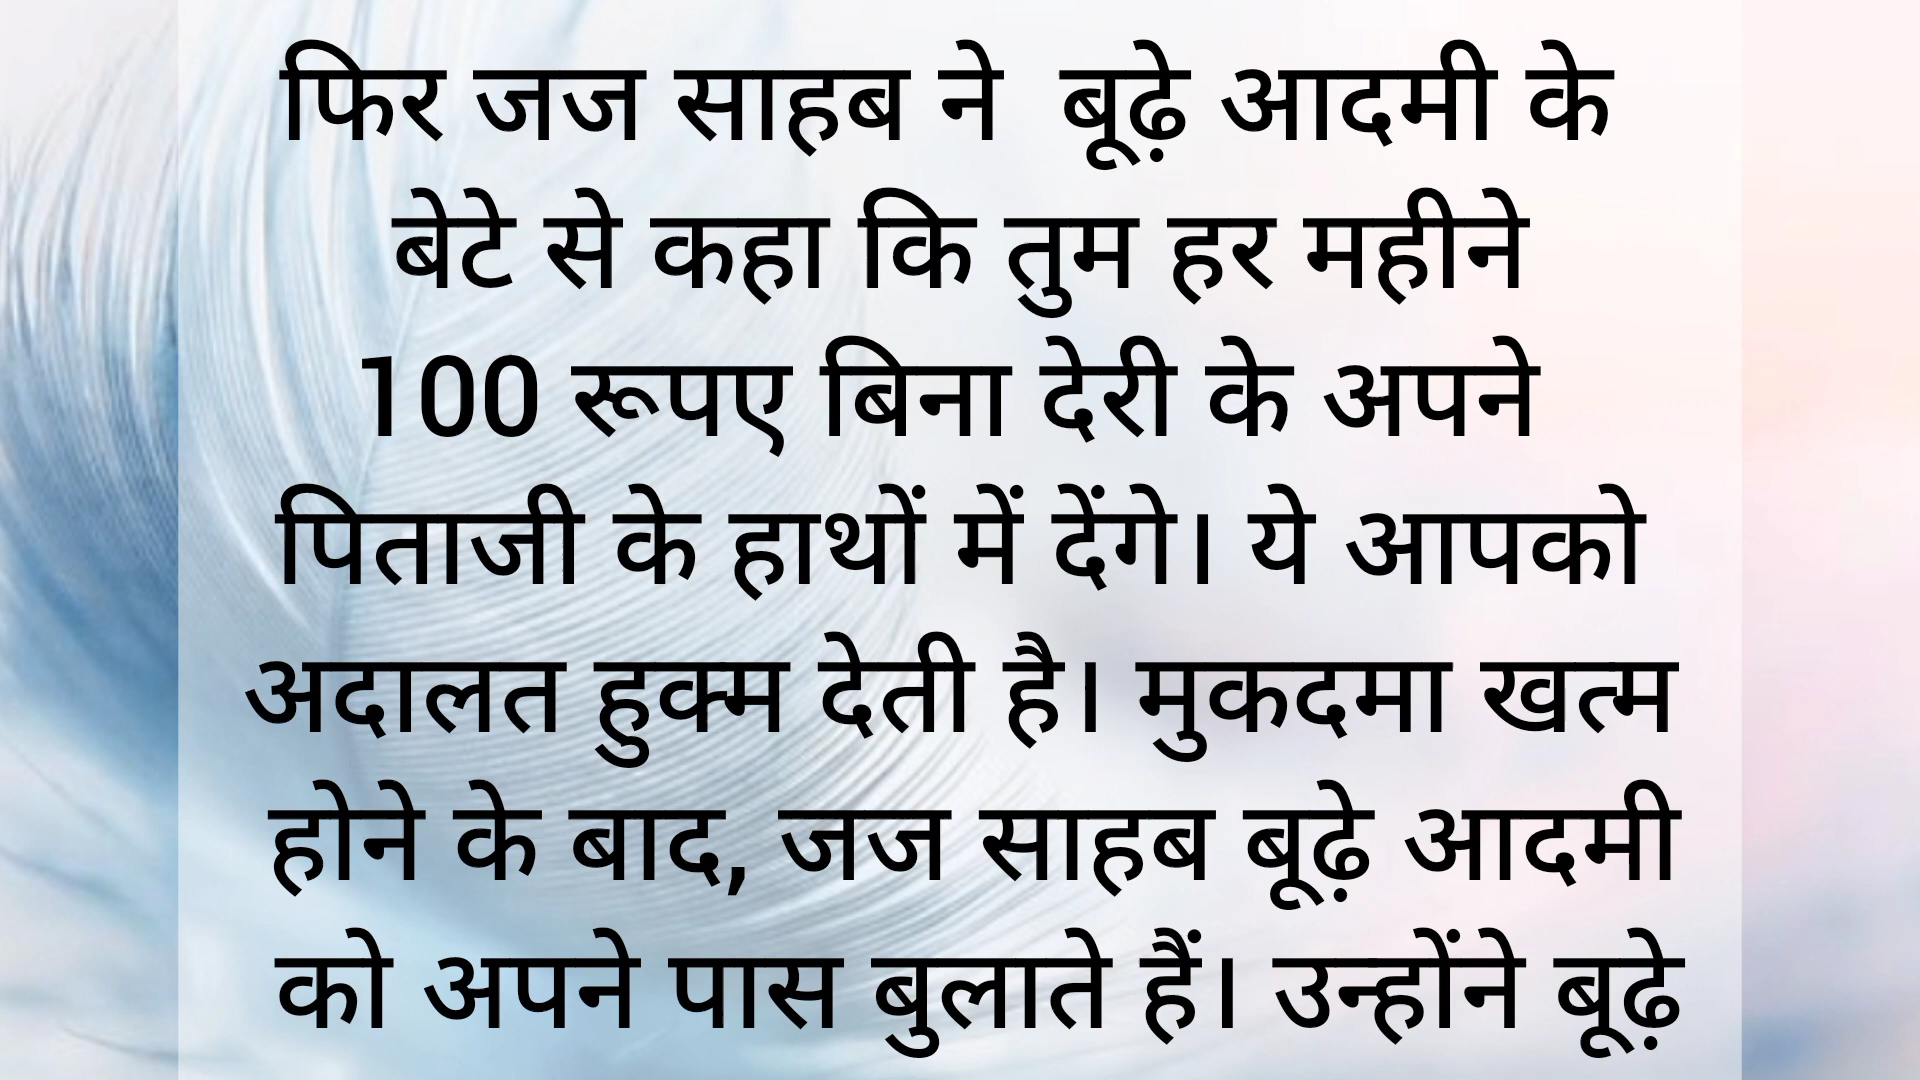 फिर जज साहब ने  बूढ़े आदमी के
बेटे से कहा कि तुम हर महीने
100 रूपए बिना देरी के अपने
पिताजी के हाथों में देंगे। ये आपको
अदालत हुक्म देती है। मुकदमा खत्म
होने के बाद, जज साहब बूढ़े आदमी
को अपने पास बुलाते हैं। उन्होंने बूढ़े